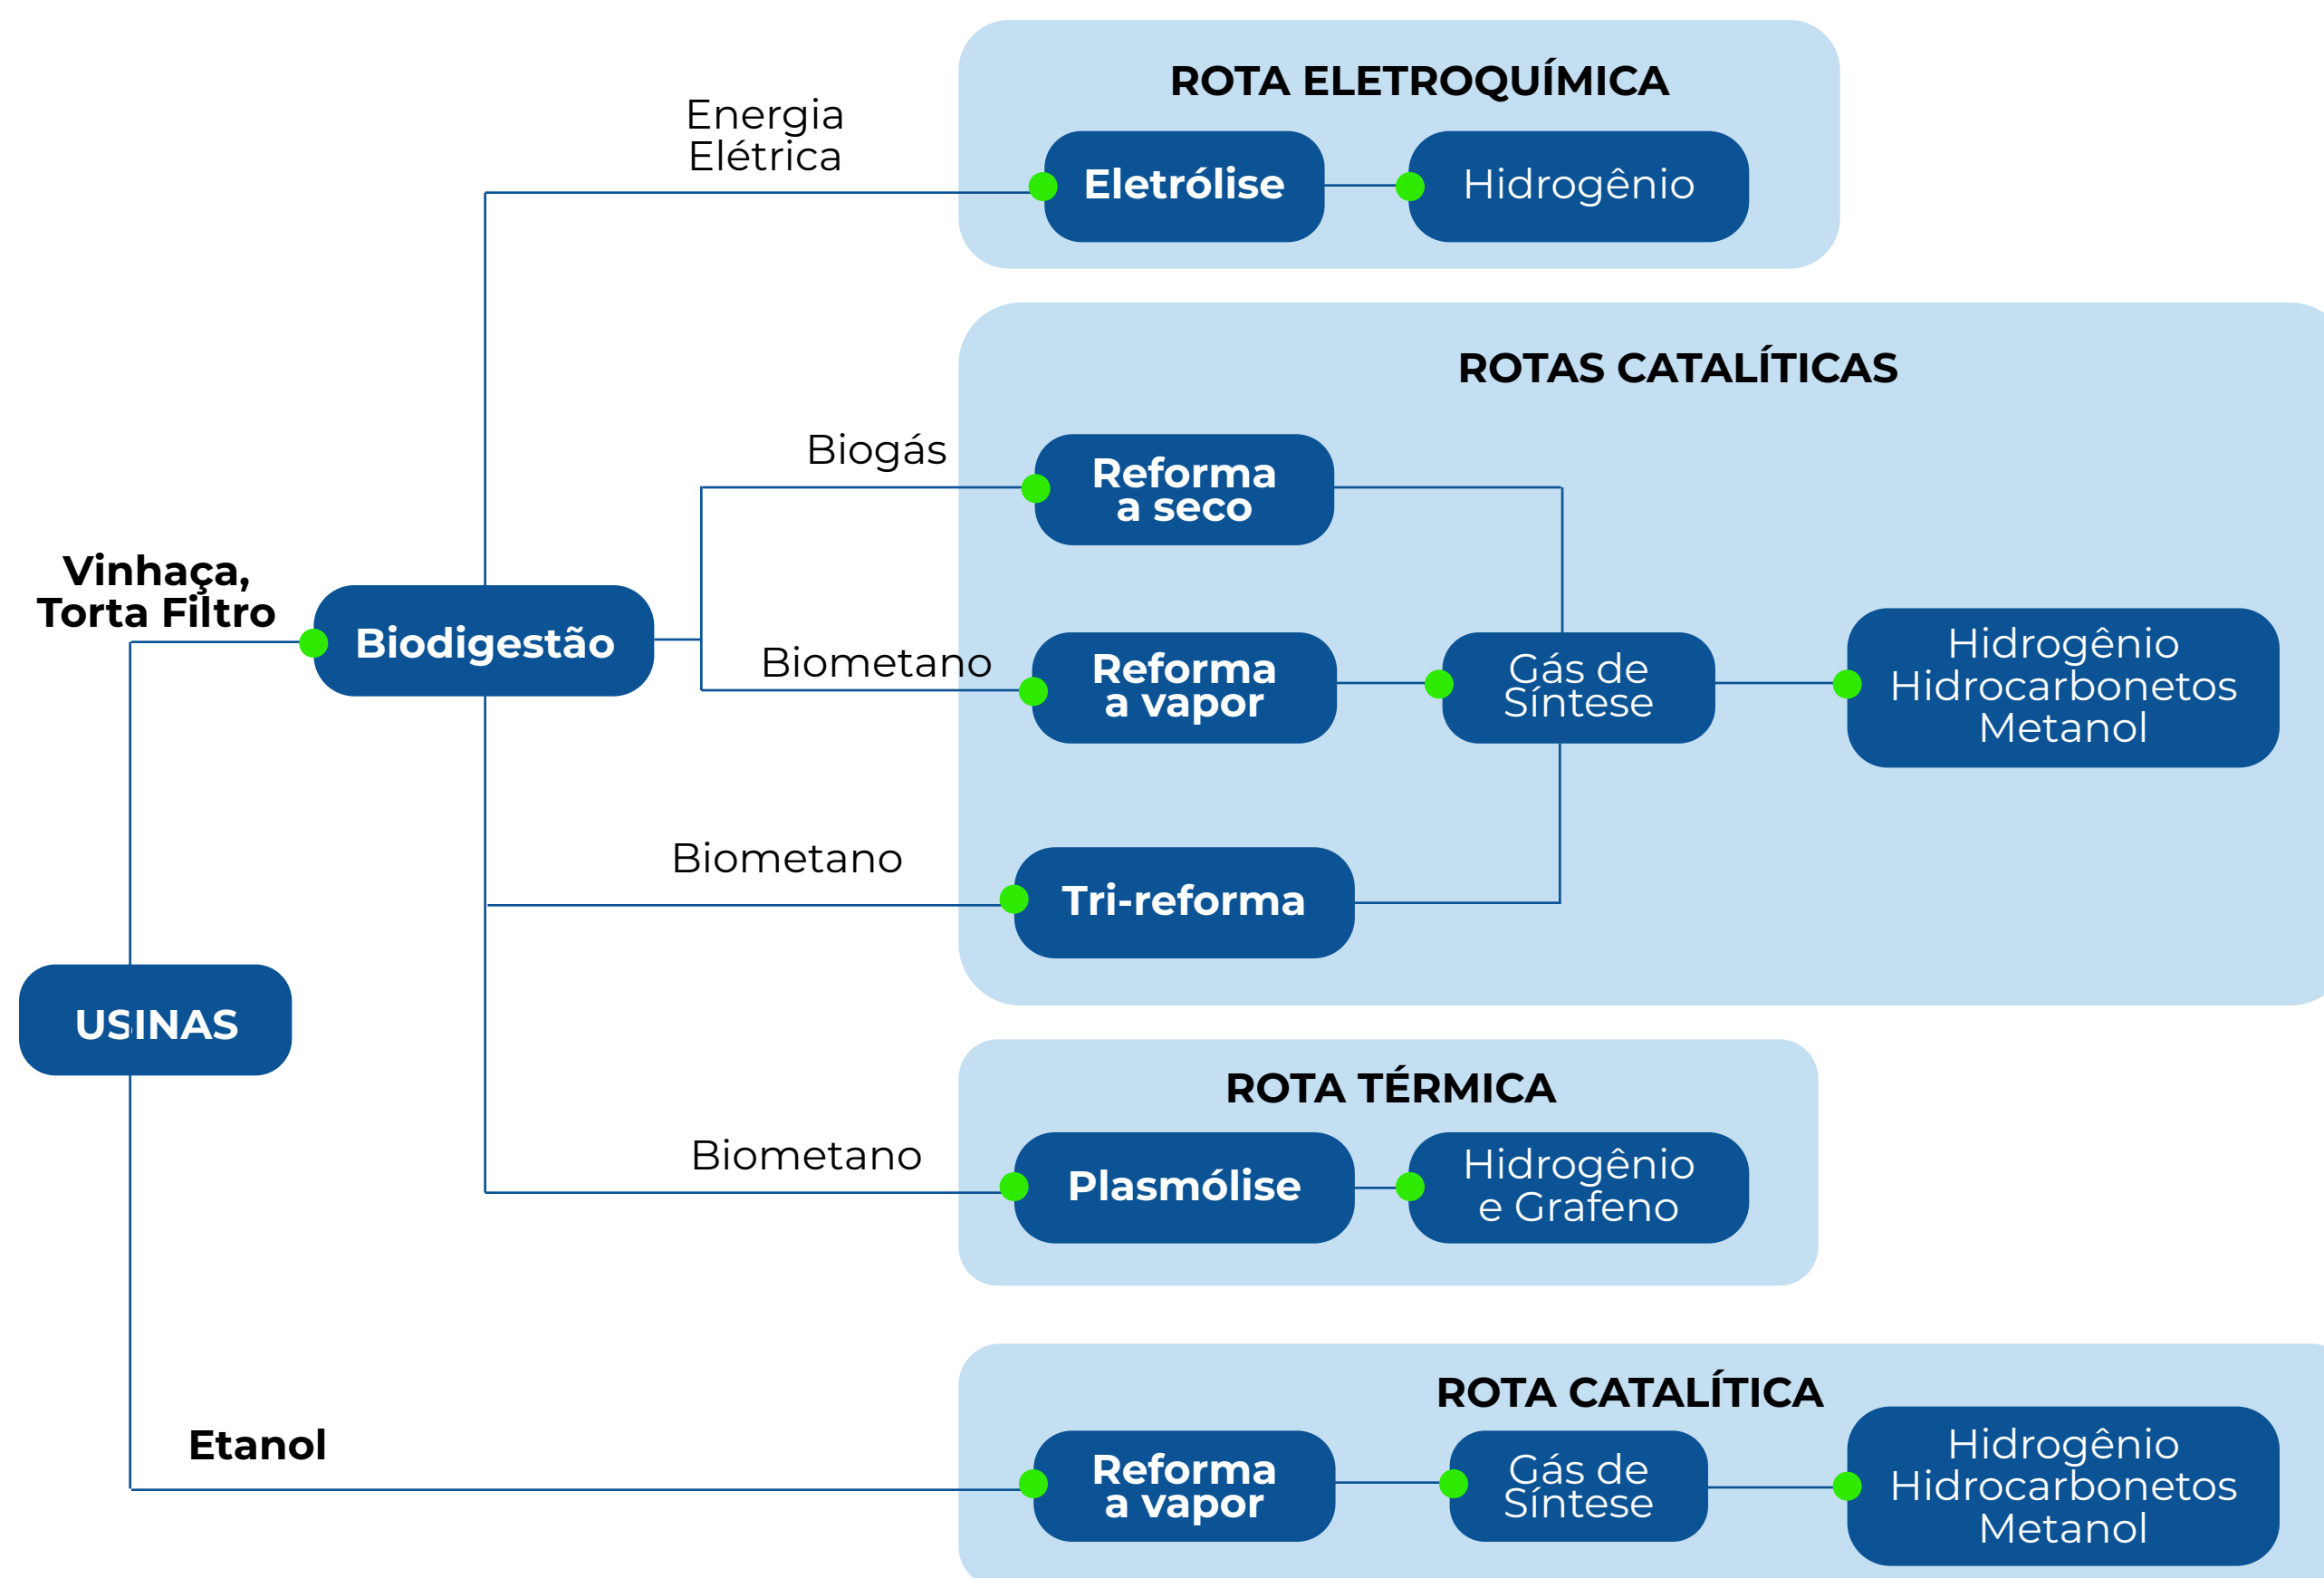 ROTA ELETROQUÍMICA
Energia
Elétrica
Eletrólise
Hidrogênio
ROTAS CATALÍTICAS
Biogás
Reforma
a seco
Vinhaça,
Torta Filtro
Biodigestão
Biometano
Reforma
a vapor
Gás de
Síntese
Hidrogênio
Hidrocarbonetos
Metanol
Biometano
Tri-reforma
USINAS
ROTA TÉRMICA
Biometano
Plasmólise
Hidrogênio
e Grafeno
ROTA CATALÍTICA
Etanol
Reforma
a vapor
Gás de
Síntese
Hidrogênio
Hidrocarbonetos
Metanol